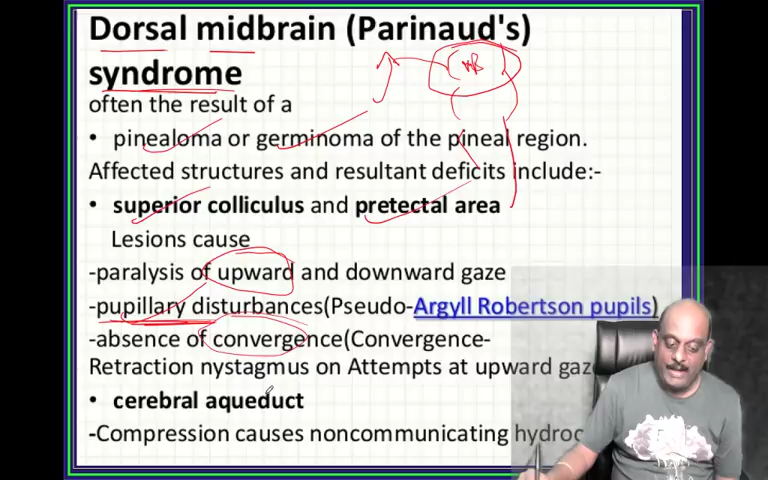 Dorsal midbrain (Parinaud's)
syndrome
often the result of a
• pinealoma or germinoma of the pineal region.
Affected structures and resultant deficits include:-
• superior colliculus and pretectal area
Lesions cause
-paralysis of upward and downward gaze
-pupillary disturbances(Pseudo-Argyll Robertson pupils)
-absence of convergence(Convergence-
Retraction nystagmus on Attempts at upward gaze
• cerebral aqueduct
-Compression causes noncommunicating hydroc
MB